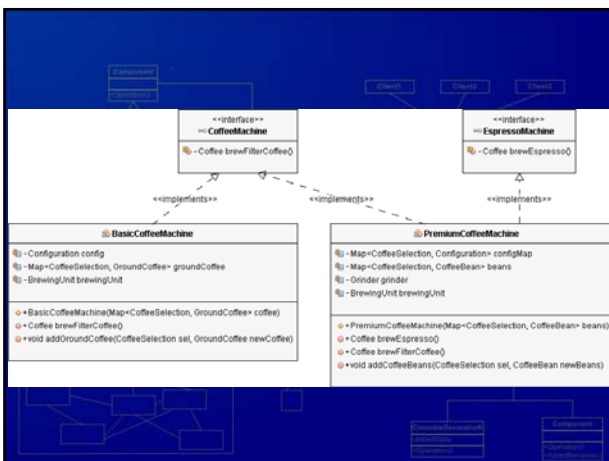 Component
Client1
Client2
Client3
<<interface>>
CoffeeMachine
- Coffee brewFilterCoffee()
<<interface>>
EspressoMachine
- Coffee brewEspresso()
<<implements>>
<<implements>>
<<implements>>
BasicCoffeeMachine
- Configuration config
- Map<CoffeeSelection, GroundCoffee> groundCoffee
- BrewingUnit brewingUnit
+ BasicCoffeeMachine(Map<CoffeeSelection, GroundCoffee> coffee)
+ Coffee brewFilterCoffee()
+ void addGroundCoffee(CoffeeSelection sel, GroundCoffee newCoffee)
PremiumCoffeeMachine
- Map<CoffeeSelection, Configuration> configMap
- Map<CoffeeSelection, CoffeeBean> beans
- Grinder grinder
- BrewingUnit brewingUnit
+ PremiumCoffeeMachine(Map<CoffeeSelection, CoffeeBean> beans)
+ Coffee brewEspresso()
+ Coffee brewFilterCoffee()
+ void addCoffeeBeans(CoffeeSelection sel, CoffeeBean newBeans)
Component
+Operation()